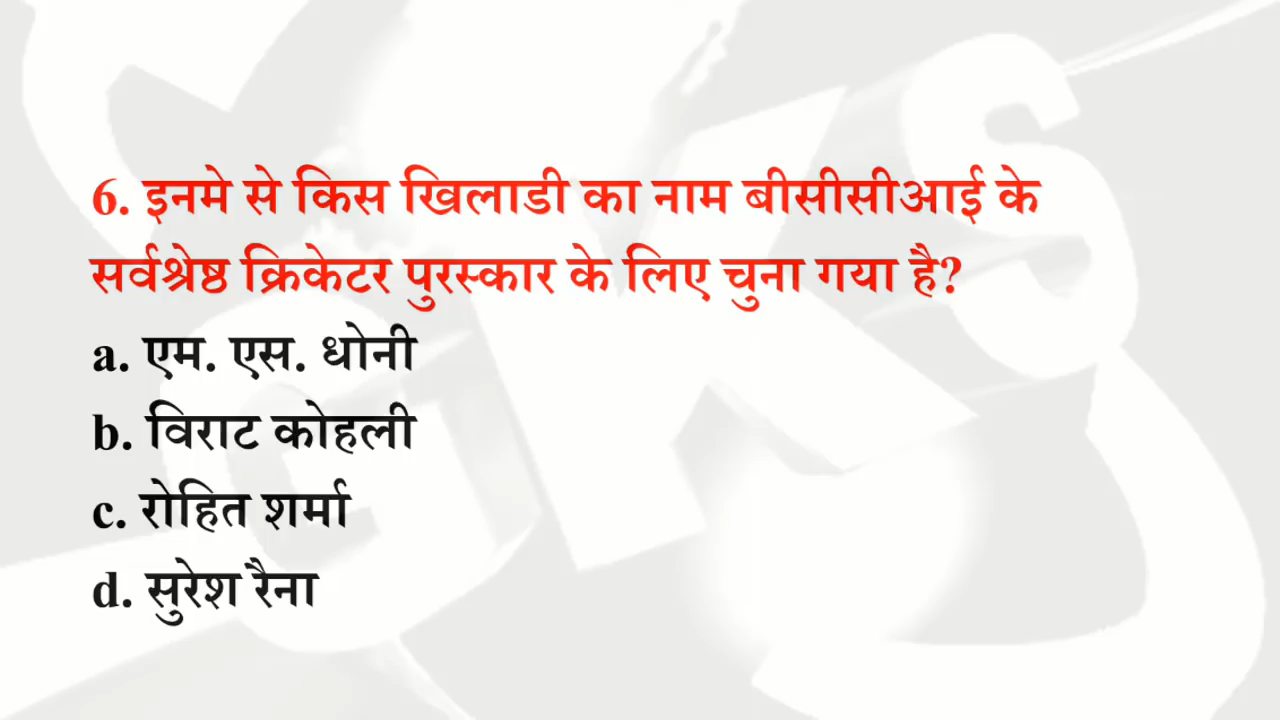 6. इनमे से किस खिलाडी का नाम बीसीसीआई के
सर्वश्रेष्ठ क्रिकेटर पुरस्कार के लिए चुना गया है?
a. एम. एस. धोनी
b. विराट कोहली
c. रोहित शर्मा
d. सुरेश रैना